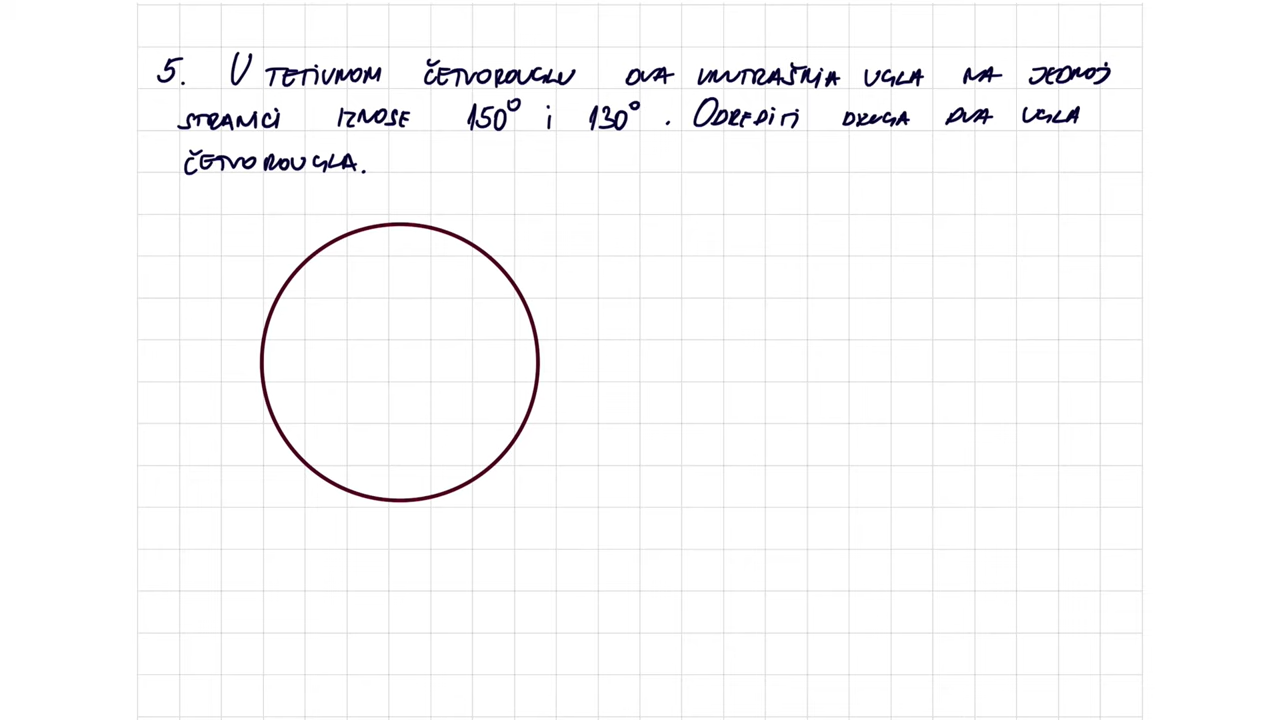 5. U TETIVNOM ČETVOROUGLU DVA UNUTRAŠNJA UGLA NA JEDNOJ
STRANICI IZNOSE 150° i 130°. ODREDITI DRUGA DVA UGLA
ČETVOROUGLA.